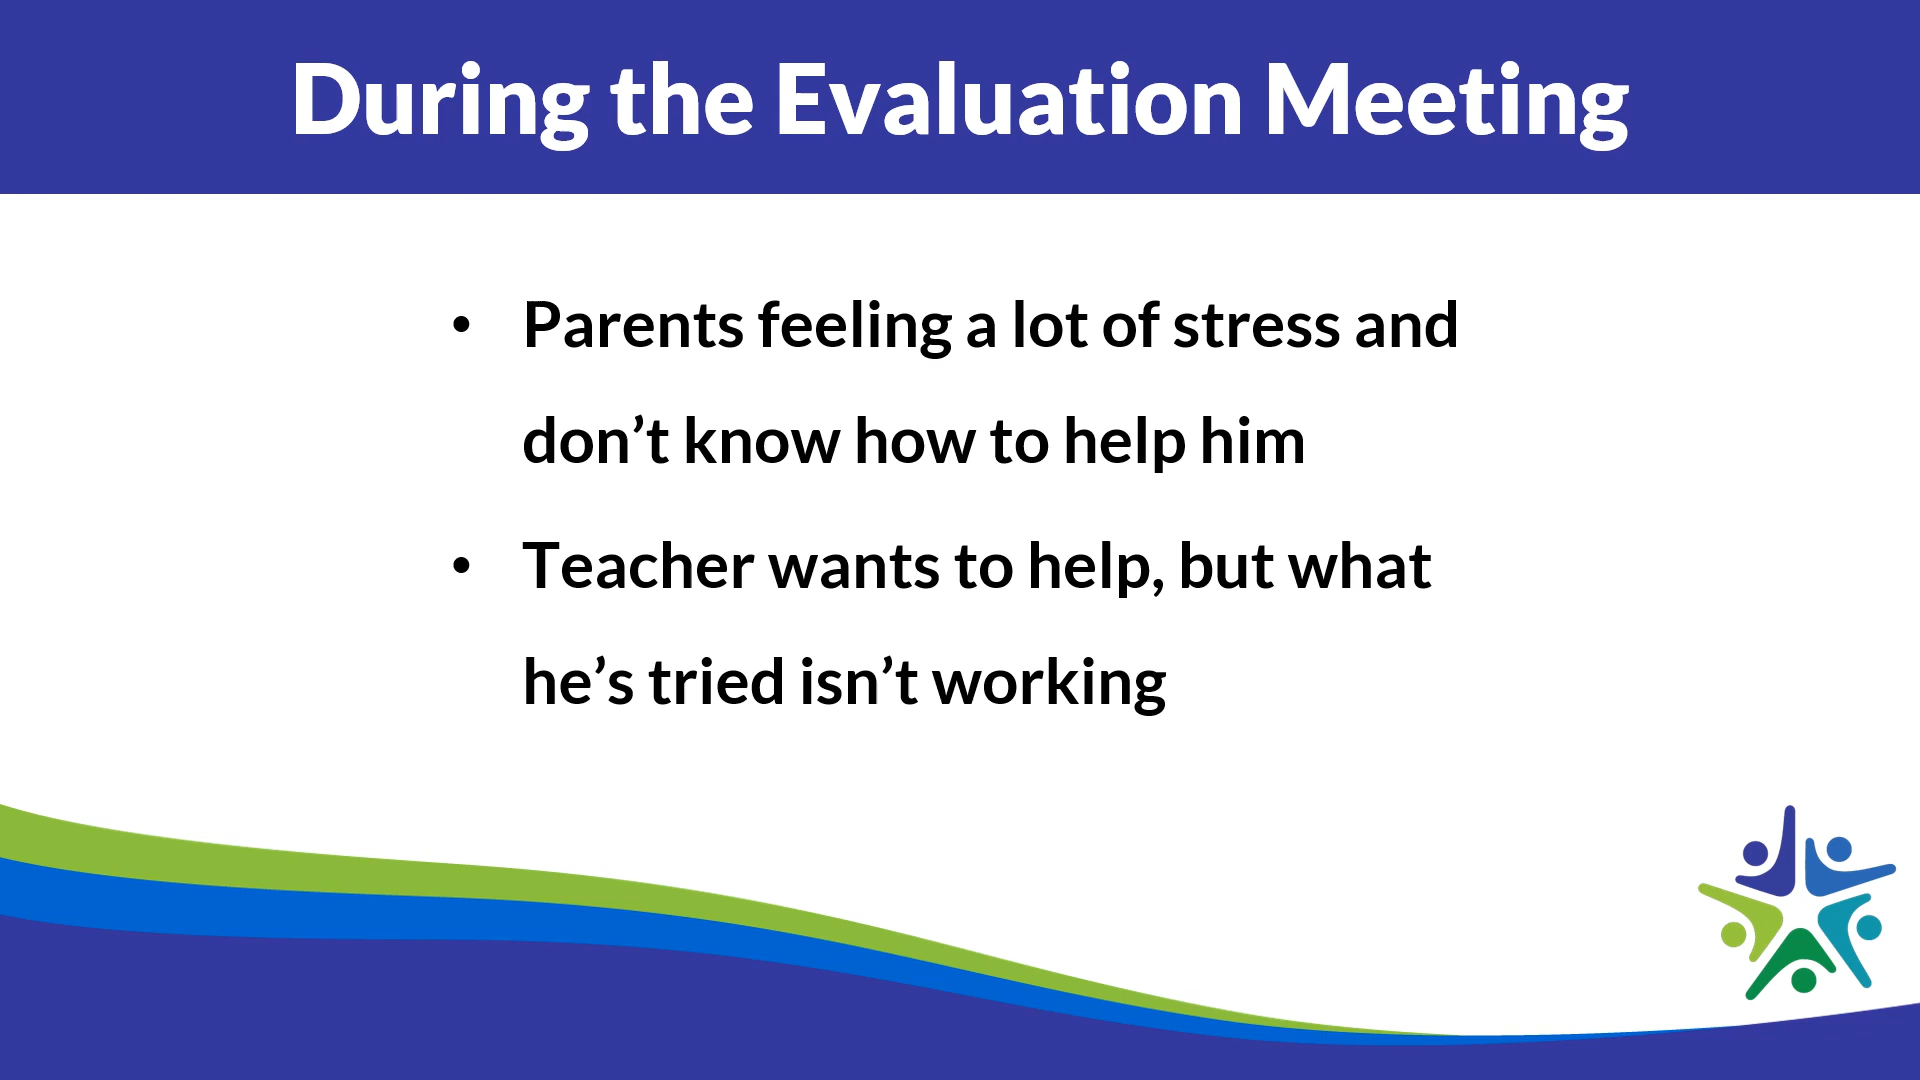 During the Evaluation Meeting
• Parents feeling a lot of stress and
don’t know how to help him
• Teacher wants to help, but what
he’s tried isn’t working